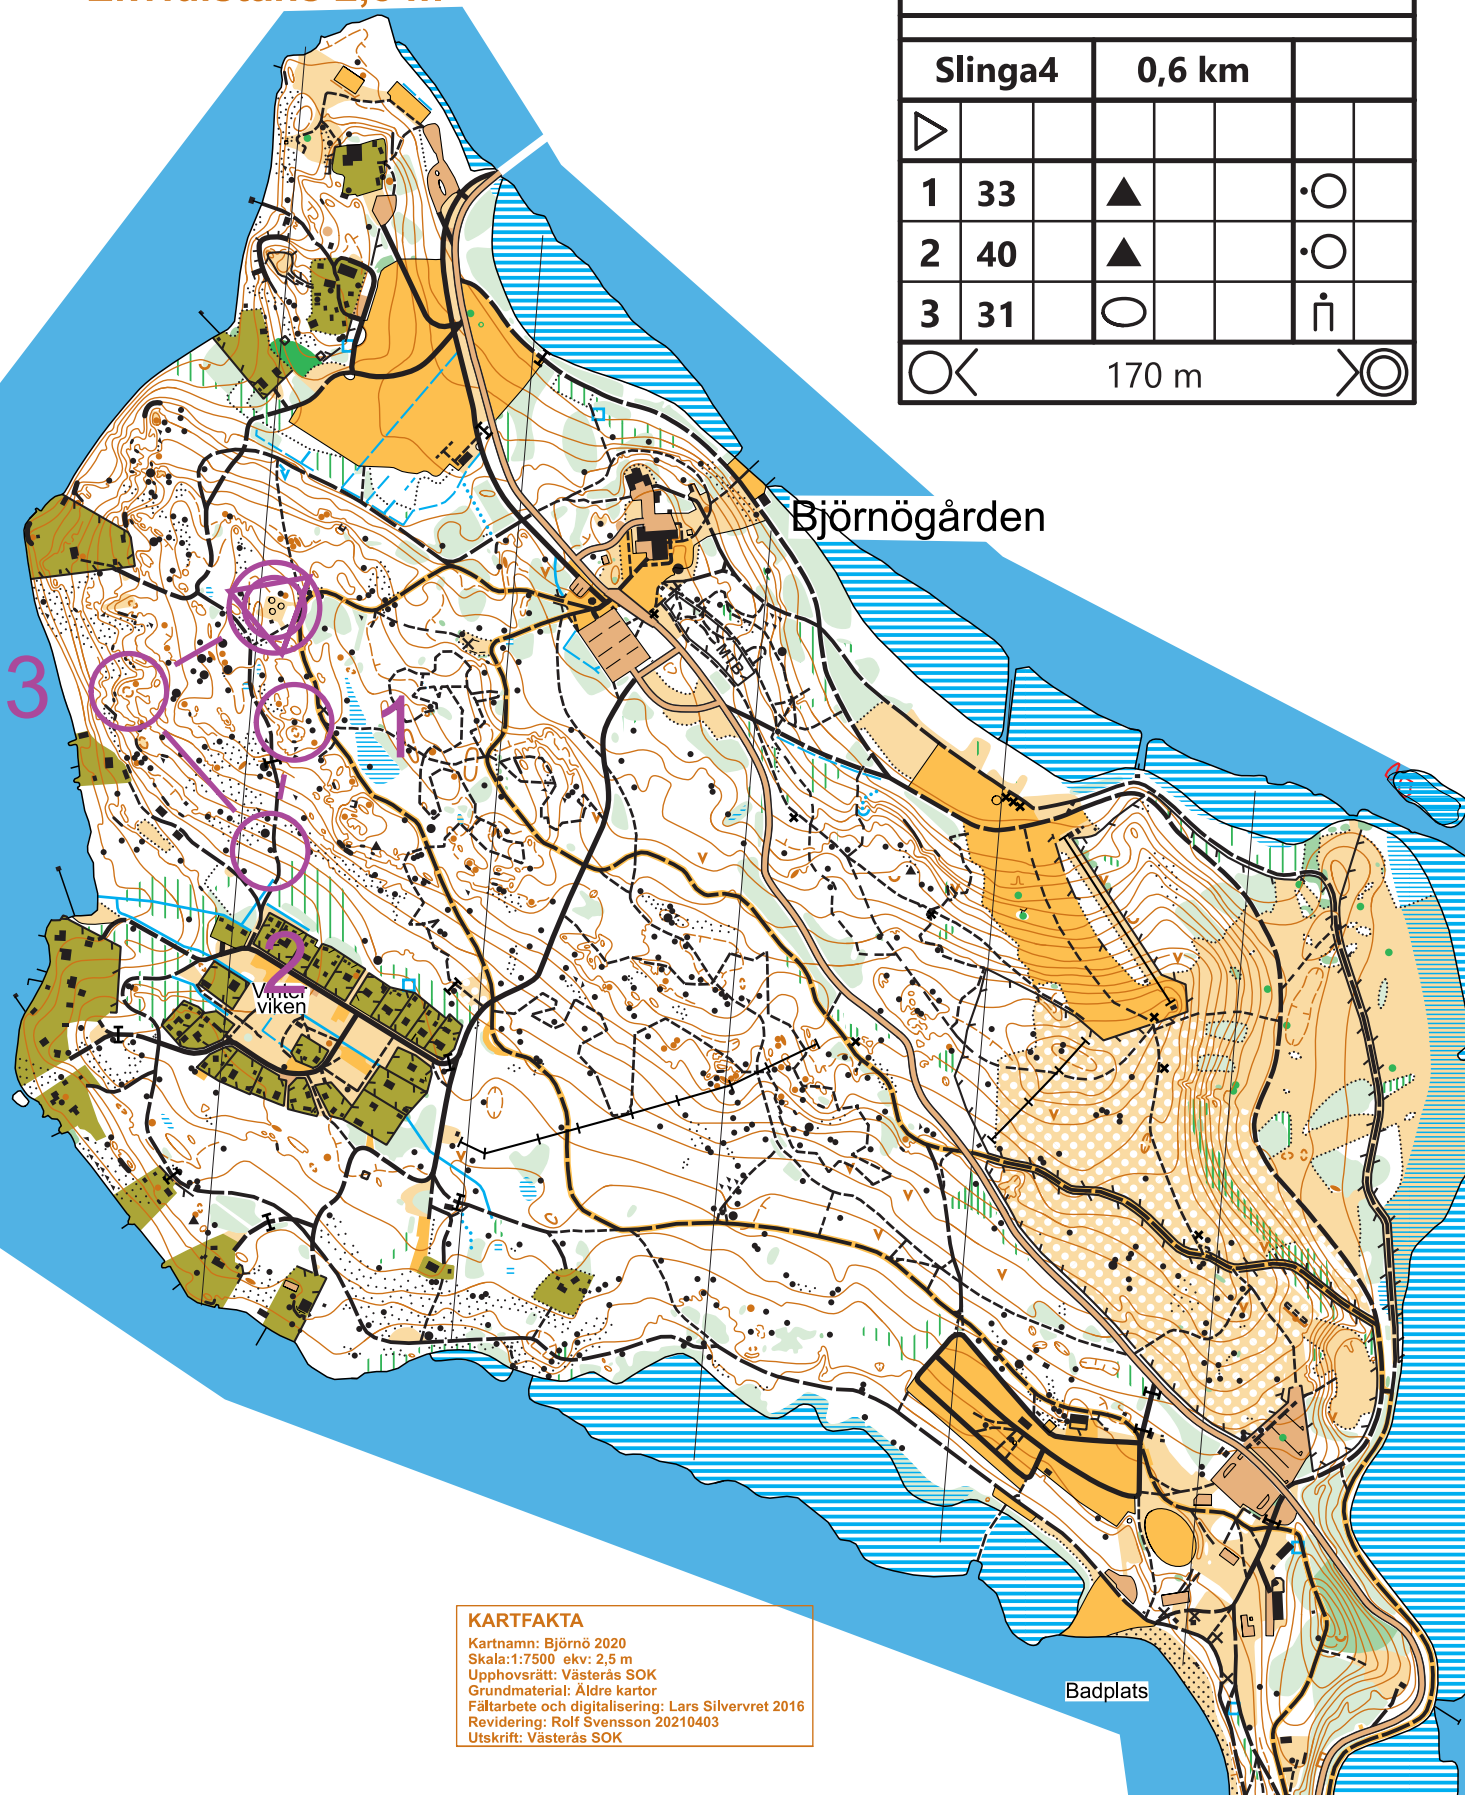 Slinga4 0,6 km
1 33
2 40
3 31
170 m
Björnögården
MTB
3
1
2
Vinter
viken
KARTFAKTA
Kartnamn: Björnö 2020
Skala:1:7500 ekv: 2,5 m
Upphovsrätt: Västerås SOK
Grundmaterial: Äldre kartor
Fältarbete och digitalisering: Lars Silvervret 2016
Revidering: Rolf Svensson 20210403
Utskrift: Västerås SOK
Badplats